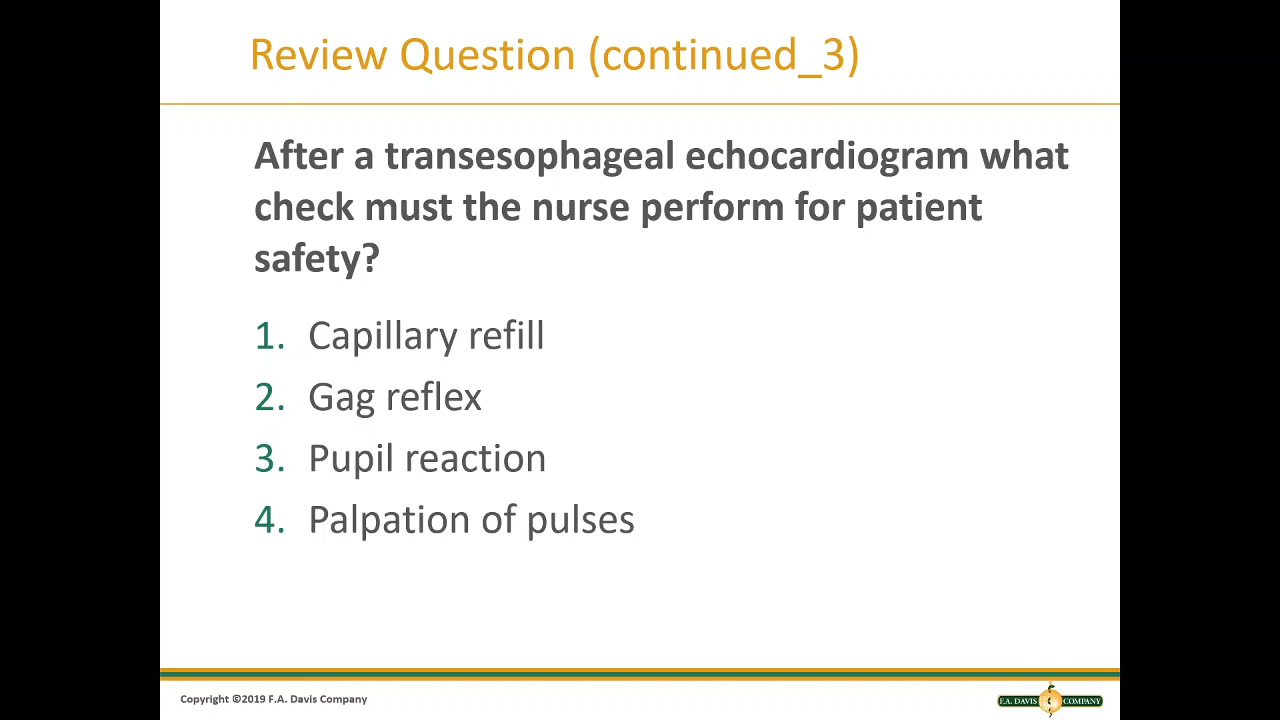 Review Question (continued_3)
After a transesophageal echocardiogram what
check must the nurse perform for patient
safety?
1. Capillary refill
2. Gag reflex
3. Pupil reaction
4. Palpation of pulses
Copyright ©2019 F.A. Davis Company
F.A. DAVIS COMPANY